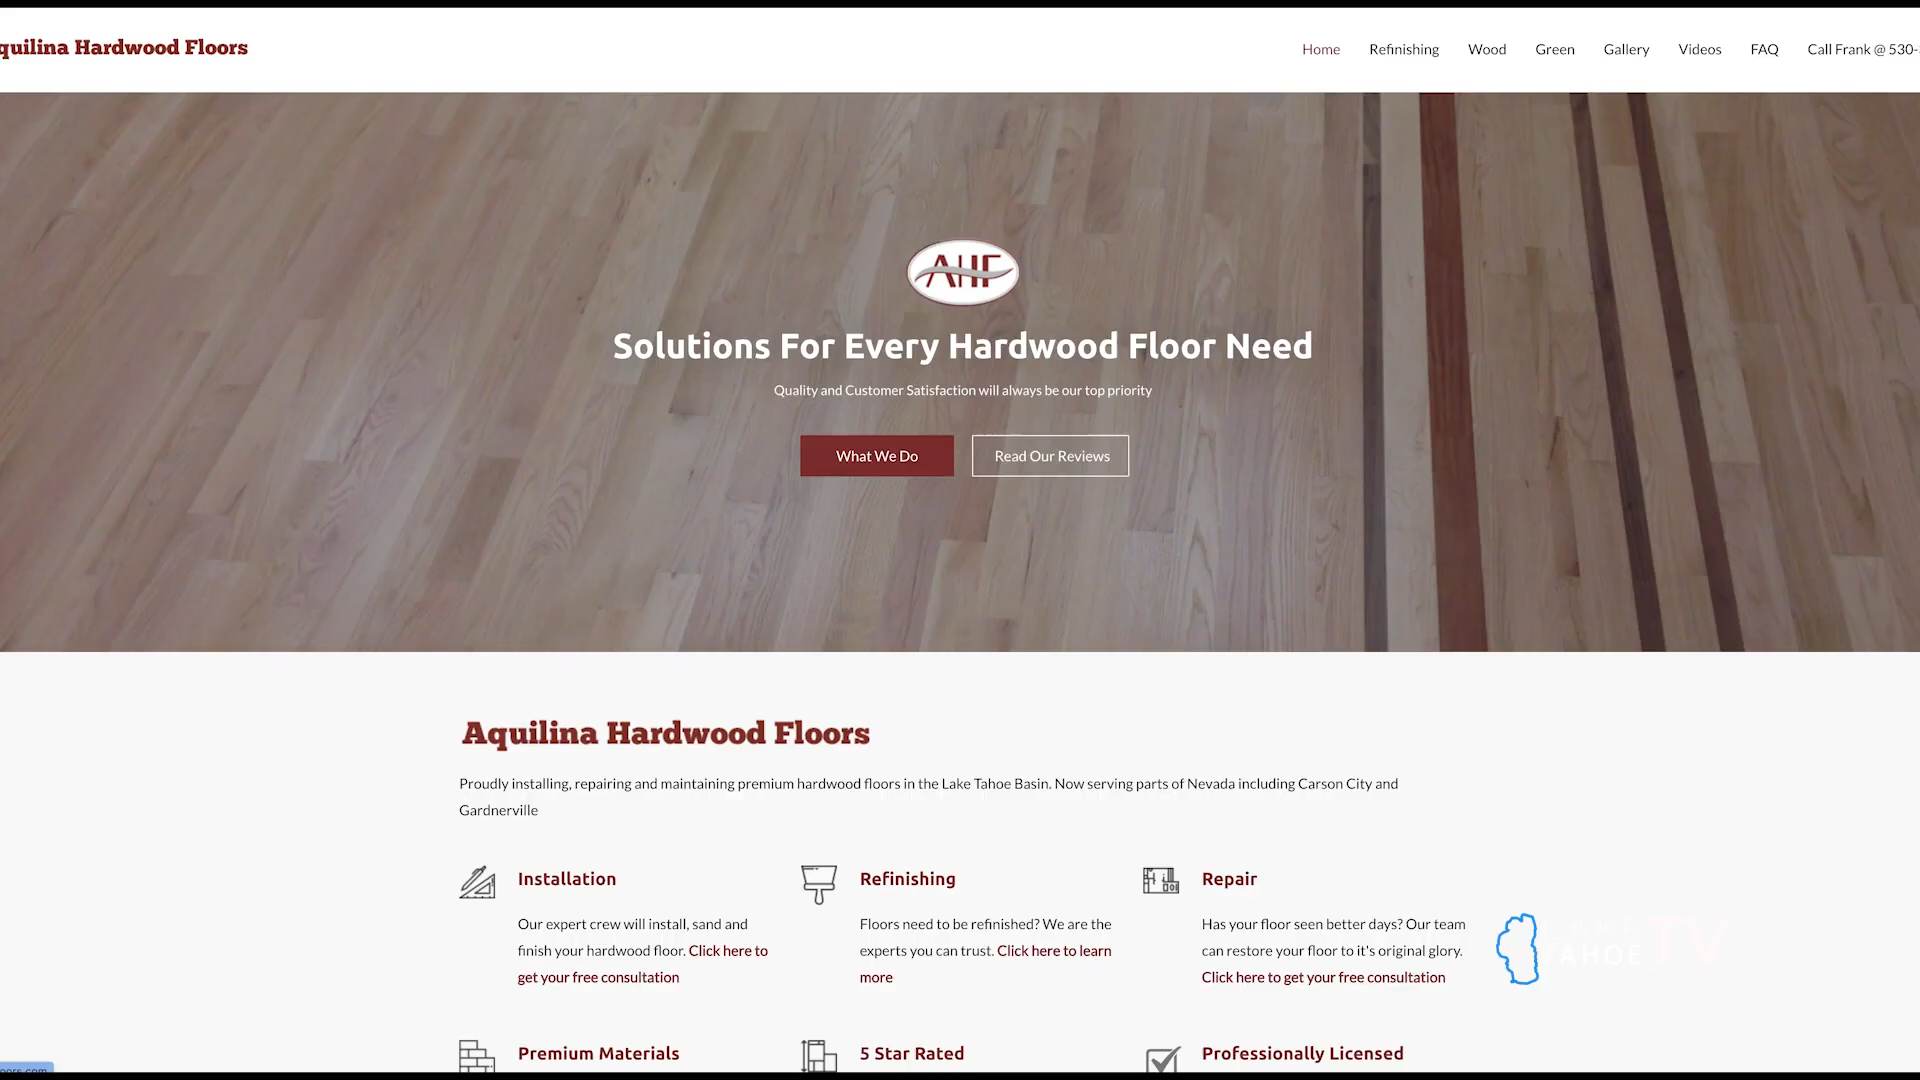 quilina Hardwood Floors
Home Refinishing Wood Green Gallery Videos FAQ Call Frank @ 530-
AHF
Solutions For Every Hardwood Floor Need
Quality and Customer Satisfaction will always be our top priority
What We Do Read Our Reviews
Aquilina Hardwood Floors
Proudly installing, repairing and maintaining premium hardwood floors in the Lake Tahoe Basin. Now serving parts of Nevada including Carson City and
Gardnerville
Installation
Our expert crew will install, sand and
finish your hardwood floor. Click here to
get your free consultation
Refinishing
Floors need to be refinished? We are the
experts you can trust. Click here to learn
more
Repair
Has your floor seen better days? Our team
can restore your floor to it's original glory.
Click here to get your free consultation
LAKE
TAHOE TV
Premium Materials
5 Star Rated
Professionally Licensed